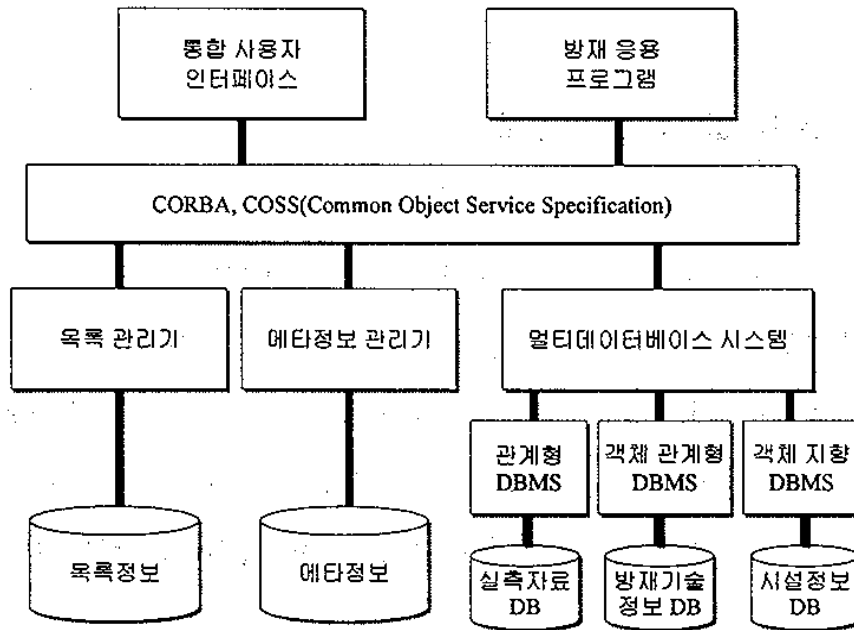 통합 사용자
인터페이스
방재 응용
프로그램
CORBA, COSS(Common Object Service Specification)
목록 관리기
메타정보 관리기
멀티데이터베이스 시스템
관계형
DBMS
객체 관계형
DBMS
객체 지향
DBMS
목록정보
메타정보
실측자료
DB
방재기술
정보 DB
시설정보
DB